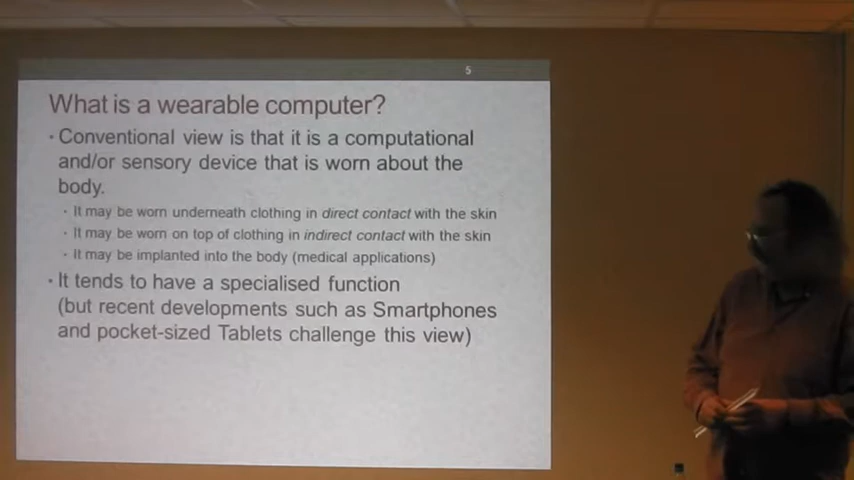 5
What is a wearable computer?
• Conventional view is that it is a computational
and/or sensory device that is worn about the
body.
• It may be worn underneath clothing in direct contact with the skin
• It may be worn on top of clothing in indirect contact with the skin
• It may be implanted into the body (medical applications)
• It tends to have a specialised function
(but recent developments such as Smartphones
and pocket-sized Tablets challenge this view)